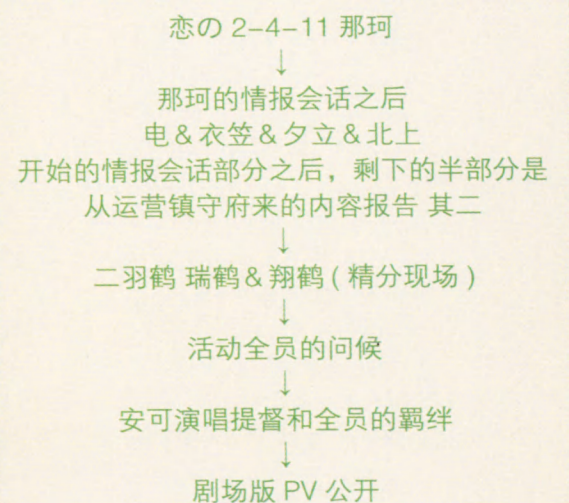 恋の 2-4-11 那珂
↓
那珂的情报会话之后
电&衣笠&夕立&北上
开始的情报会话部分之后，剩下的半部分是
从运营镇守府来的内容报告 其二
↓
二羽鹤 瑞鹤&翔鹤(精分现场)
↓
活动全员的问候
↓
安可演唱提督和全员的羁绊
↓
剧场版 PV 公开